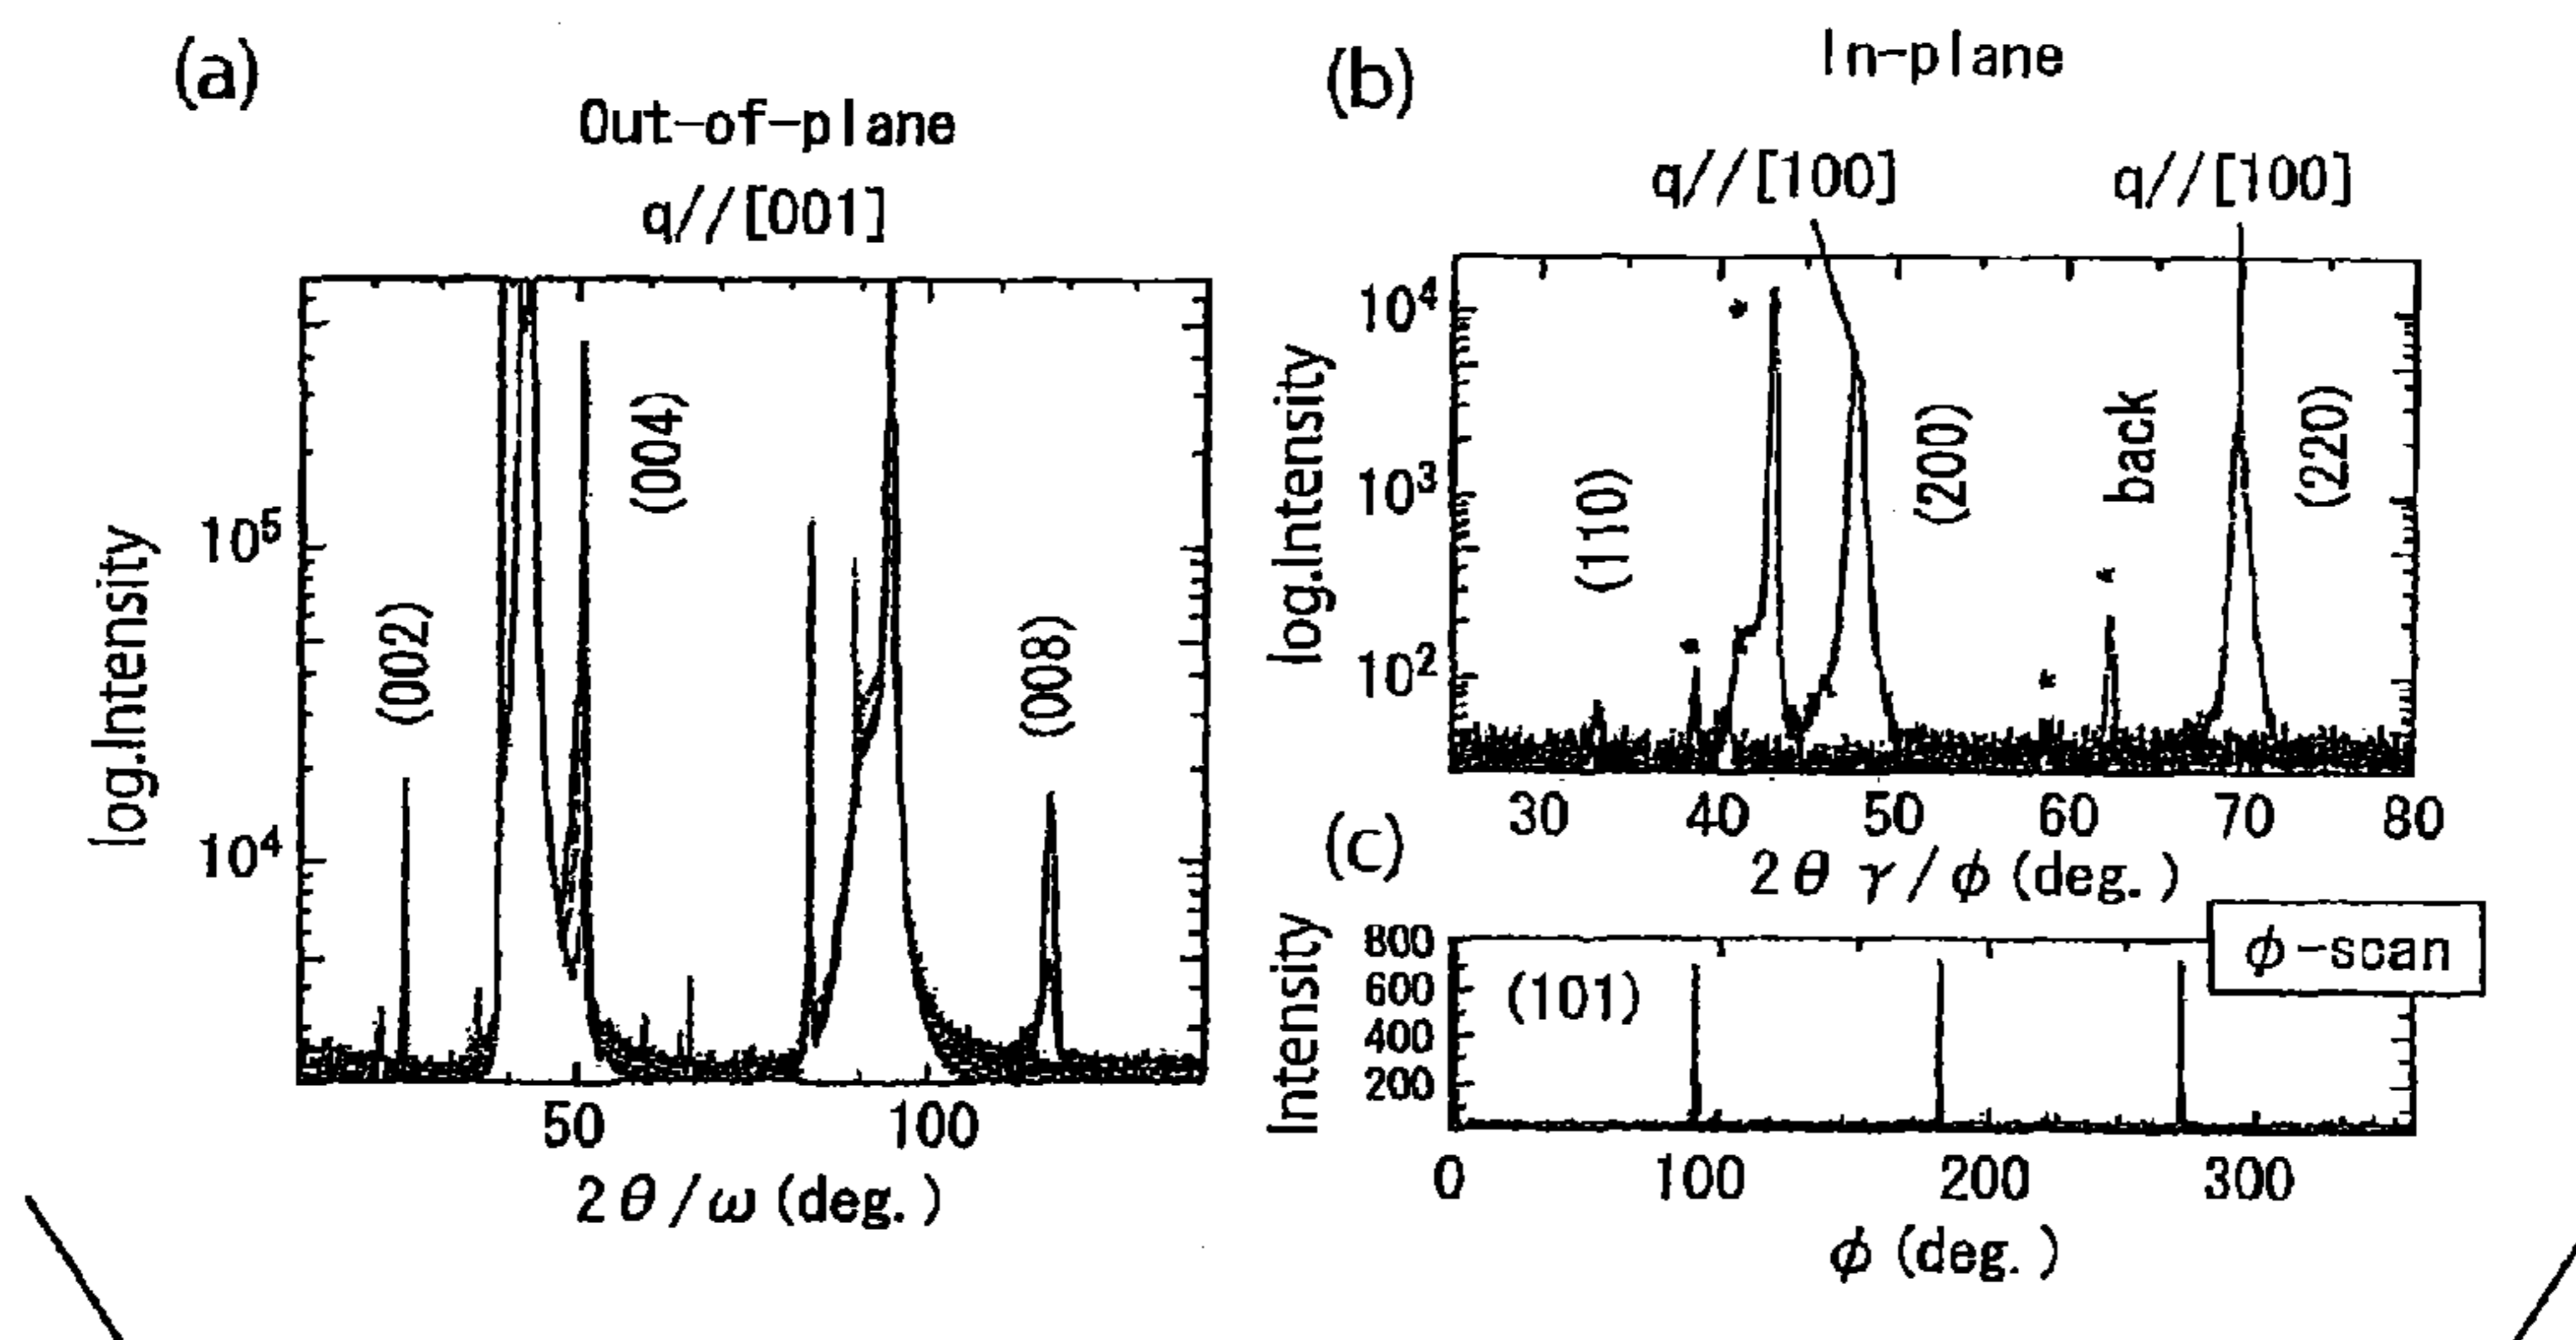 (a)
Out-of-plane
q//[001]
log.Intensity
10⁵
10⁴
(002)
(004)
(008)
50 100
2θ/ω (deg.)
(b)
In-plane
q//[100] q//[100]
log.Intensity
10⁴
10³
10²
(110)
(200)
back
(220)
30 40 50 60 70 80
2θ γ/ϕ (deg.)
(c)
ϕ-scan
Intensity
800
600
400
200
(101)
0 100 200 300
ϕ (deg.)